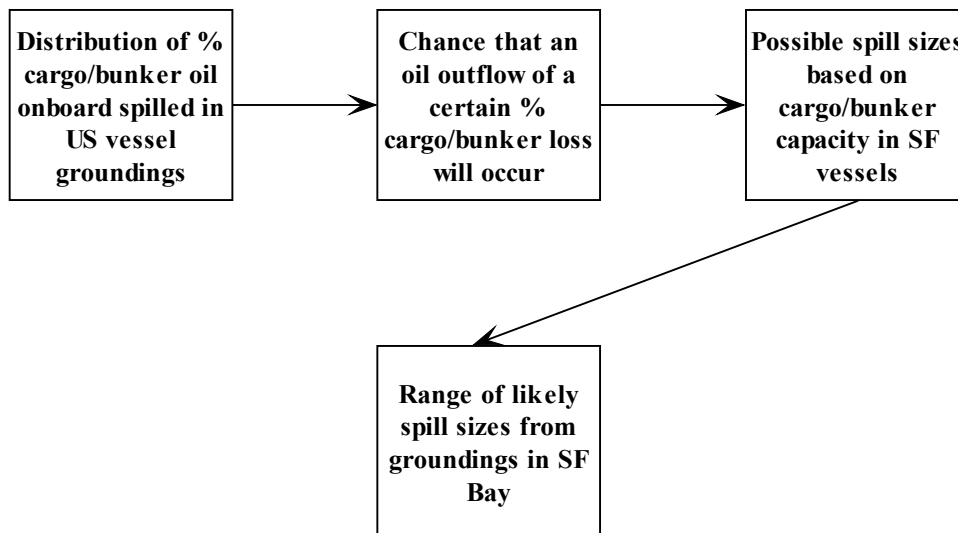 Distribution of %
cargo/bunker oil
onboard spilled in
US vessel
groundings
Chance that an
oil outflow of a
certain %
cargo/bunker loss
will occur
Possible spill sizes
based on
cargo/bunker
capacity in SF
vessels
Range of likely
spill sizes from
groundings in SF
Bay